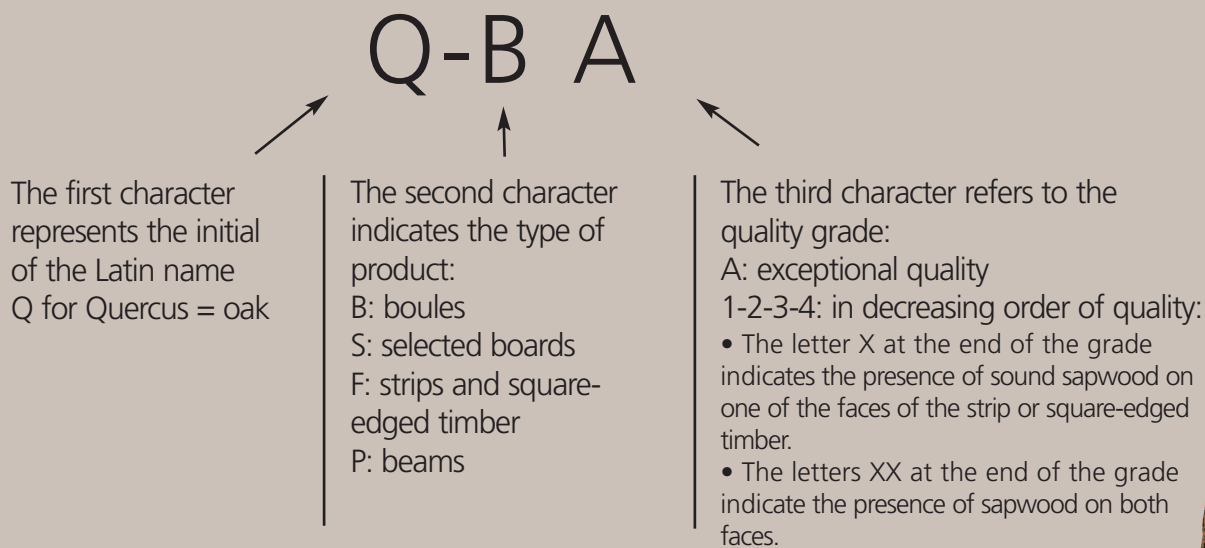 Q-B A
The first character
represents the initial
of the Latin name
Q for Quercus = oak
The second character
indicates the type of
product:
B: boules
S: selected boards
F: strips and square-
edged timber
P: beams
The third character refers to the
quality grade:
A: exceptional quality
1-2-3-4: in decreasing order of quality:
• The letter X at the end of the grade
indicates the presence of sound sapwood on
one of the faces of the strip or square-edged
timber.
• The letters XX at the end of the grade
indicate the presence of sapwood on both
faces.